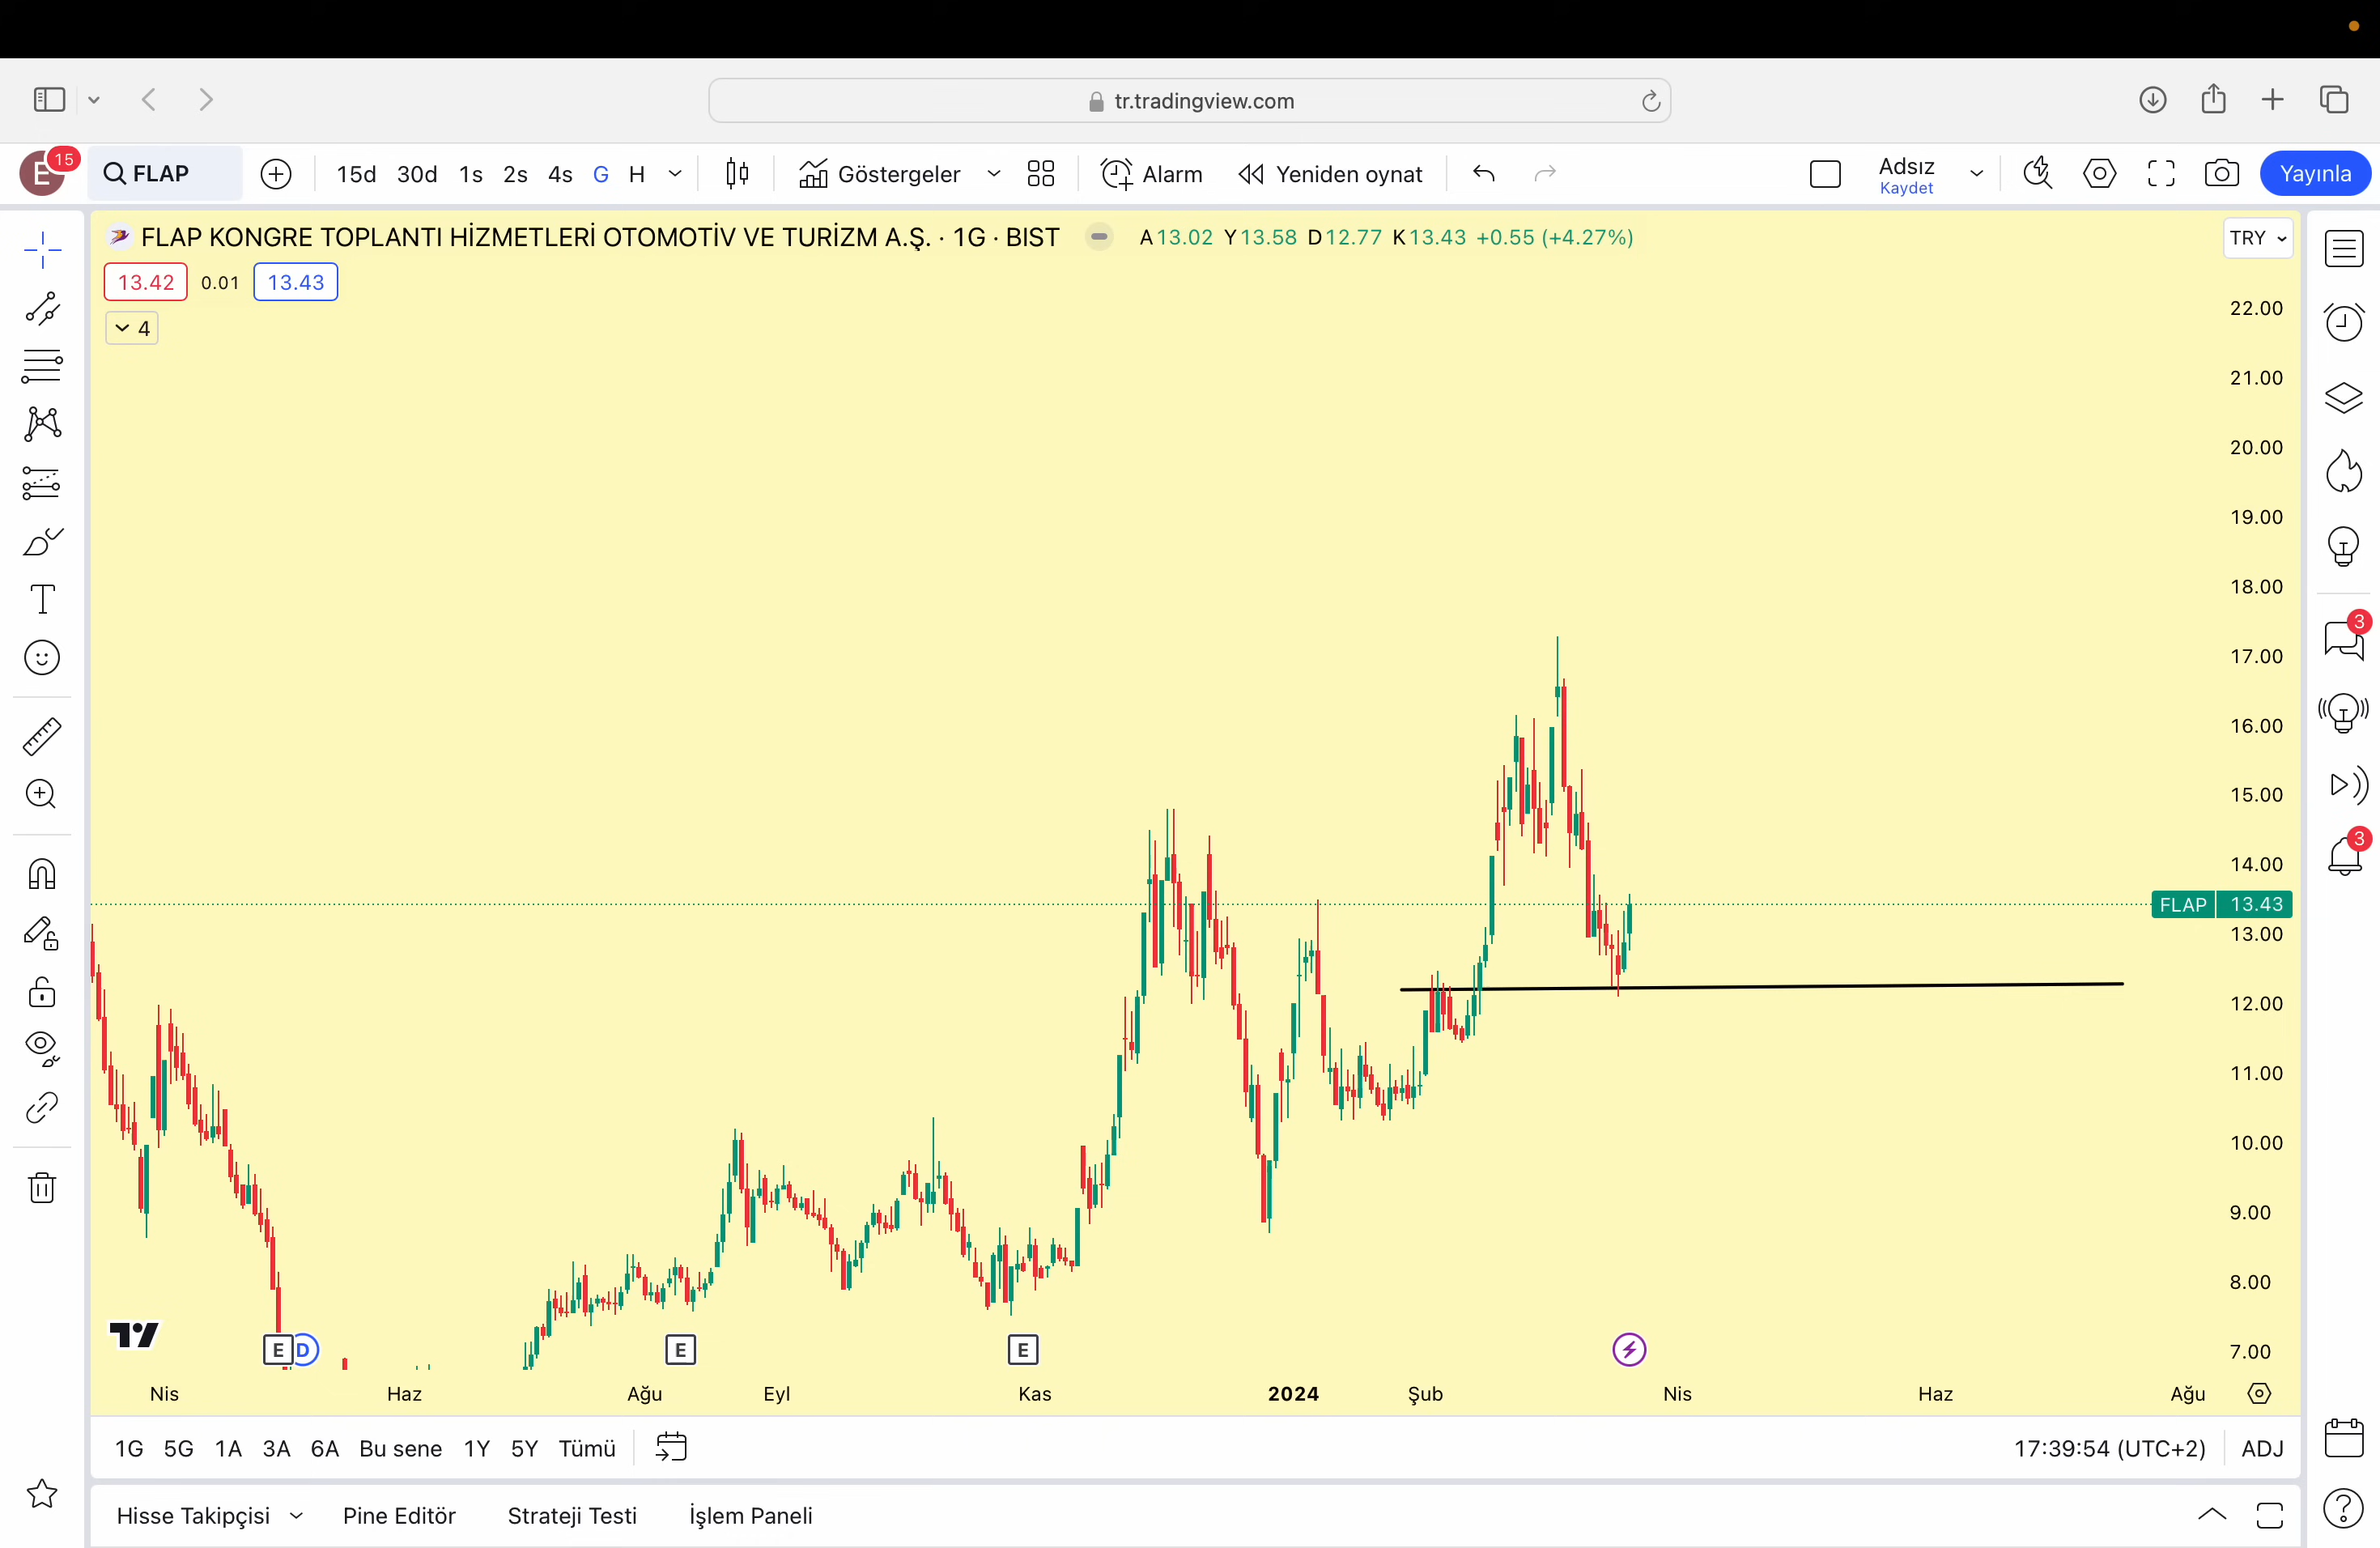 tr.tradingview.com
E 15 FLAP 15d 30d 1s 2s 4s G H Göstergeler Alarm Yeniden oynat Adsız Kaydet Yayınla
FLAP KONGRE TOPLANTI HİZMETLERİ OTOMOTİV VE TURİZM A.Ş. · 1G · BIST A13.02 Y13.58 D12.77 K13.43 +0.55 (+4.27%) TRY
13.42 0.01 13.43
4
22.00
21.00
20.00
19.00
18.00
3
17.00
16.00
15.00
3
14.00
FLAP 13.43
13.00
12.00
11.00
10.00
9.00
8.00
E D E E 7.00
Nis Haz Ağu Eyl Kas 2024 Şub Nis Haz Ağu
1G 5G 1A 3A 6A Bu sene 1Y 5Y Tümü 17:39:54 (UTC+2) ADJ
Hisse Takipçisi Pine Editör Strateji Testi İşlem Paneli